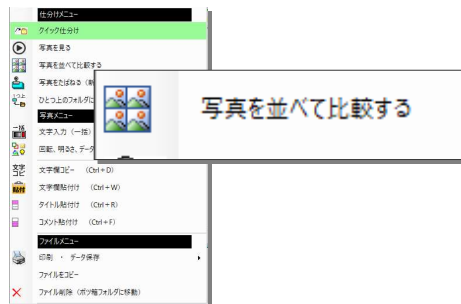 仕分けメニュー
クイック仕分け
写真を見る
写真を並べて比較する
写真をたばねる（新
ひとつ上のフォルダに
写真を並べて比較する
写真メニュー
一括
文字入力（一括）
回転、明るさ、データ
文字欄コピー （Ctrl＋D）
貼付
文字欄貼付け （Ctrl＋W）
タイトル貼付け （Ctrl＋R）
コメント貼付け （Ctrl＋F）
ファイルメニュー
印刷 ・ データ保存
ファイルをコピー
ファイル削除（ボツ箱フォルダに移動）